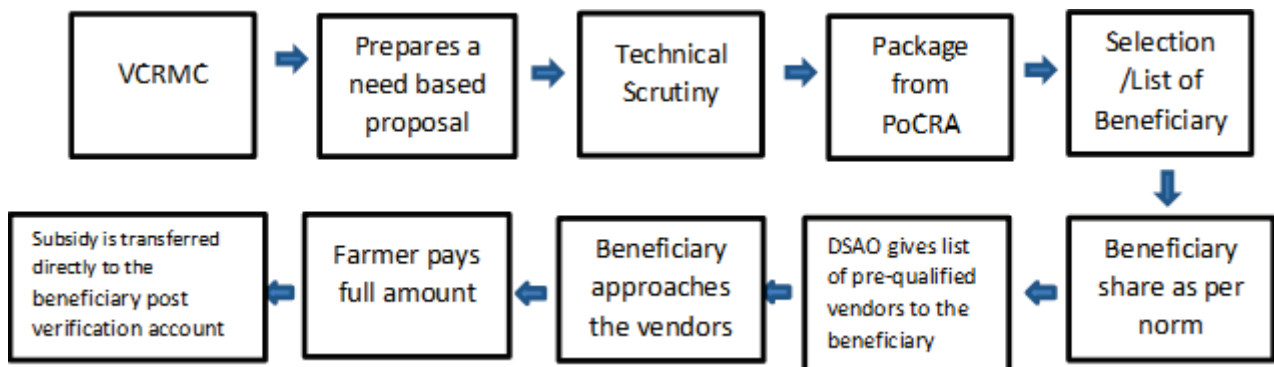 VCRMC
Prepares a
need based
proposal
Technical
Scrutiny
Package
from
PoCRA
Selection
/List of
Beneficiary
Beneficiary
share as per
norm
DSAO gives list
of pre-qualified
vendors to the
beneficiary
Beneficiary
approaches
the vendors
Farmer pays
full amount
Subsidy is transferred
directly to the
beneficiary post
verification account